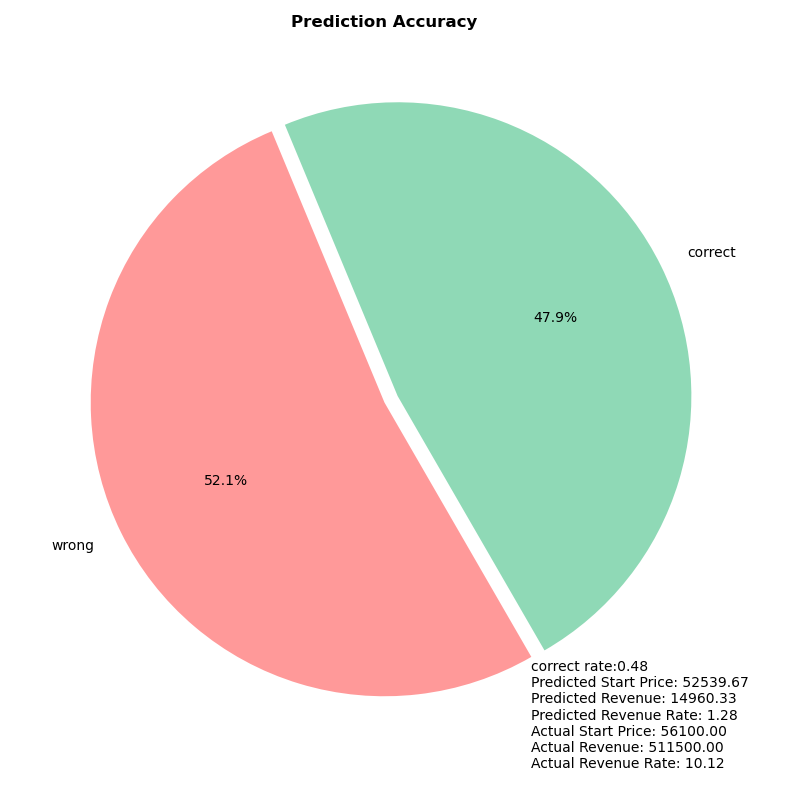 Prediction Accuracy
correct
47.9%
52.1%
wrong
correct rate:0.48
Predicted Start Price: 52539.67
Predicted Revenue: 14960.33
Predicted Revenue Rate: 1.28
Actual Start Price: 56100.00
Actual Revenue: 511500.00
Actual Revenue Rate: 10.12